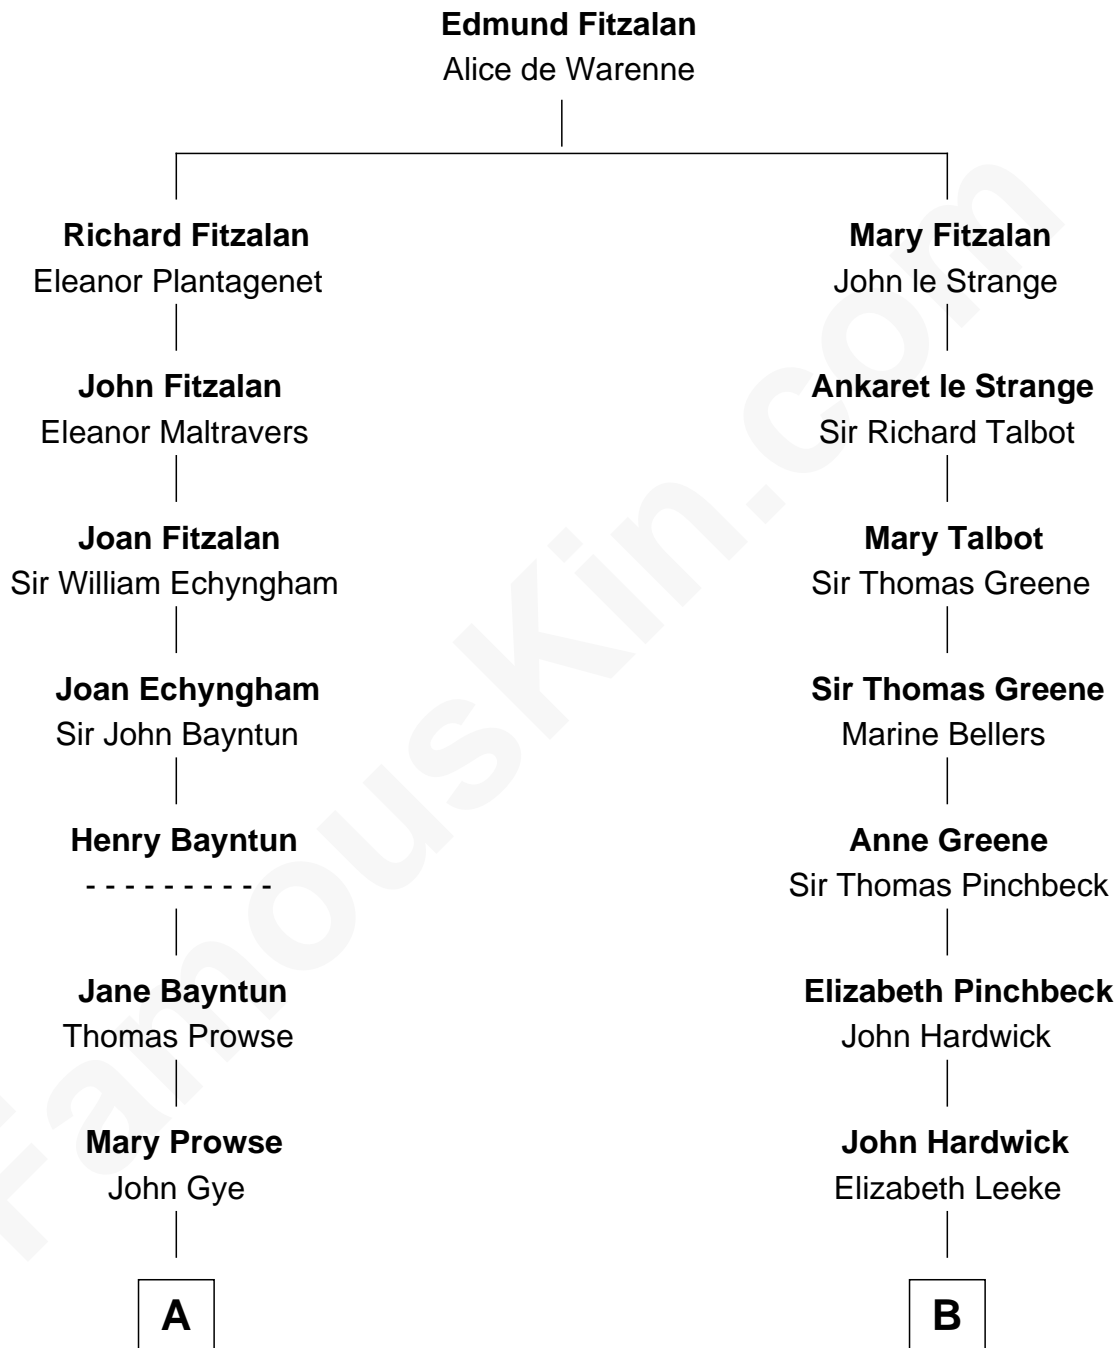 Edmund Fitzalan
Alice de Warenne
Richard Fitzalan
Eleanor Plantagenet
John Fitzalan
Eleanor Maltravers
Joan Fitzalan
Sir William Echyngham
Joan Echyngham
Sir John Bayntun
Henry Bayntun
- - - - - - - - - -
Jane Bayntun
Thomas Prowse
Mary Prowse
John Gye
A
Mary Fitzalan
John le Strange
Ankaret le Strange
Sir Richard Talbot
Mary Talbot
Sir Thomas Greene
Sir Thomas Greene
Marine Bellers
Anne Greene
Sir Thomas Pinchbeck
Elizabeth Pinchbeck
John Hardwick
John Hardwick
Elizabeth Leeke
B
FamousKin.com